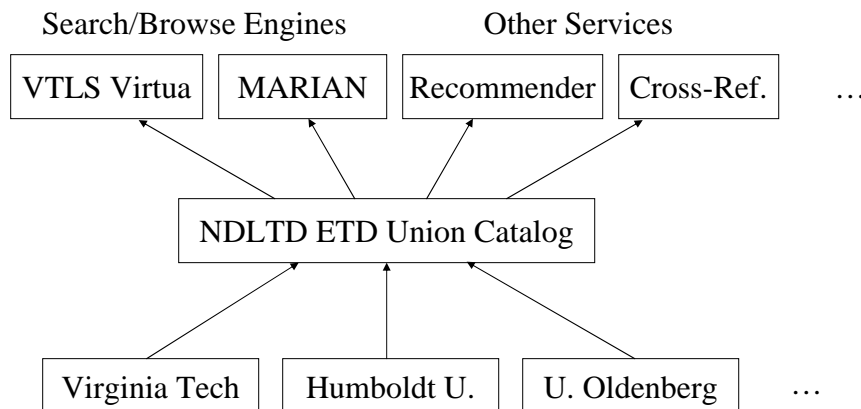 Search/Browse Engines Other Services
VTLS Virtua MARIAN Recommender Cross-Ref. …
NDLTD ETD Union Catalog
Virginia Tech Humboldt U. U. Oldenberg …